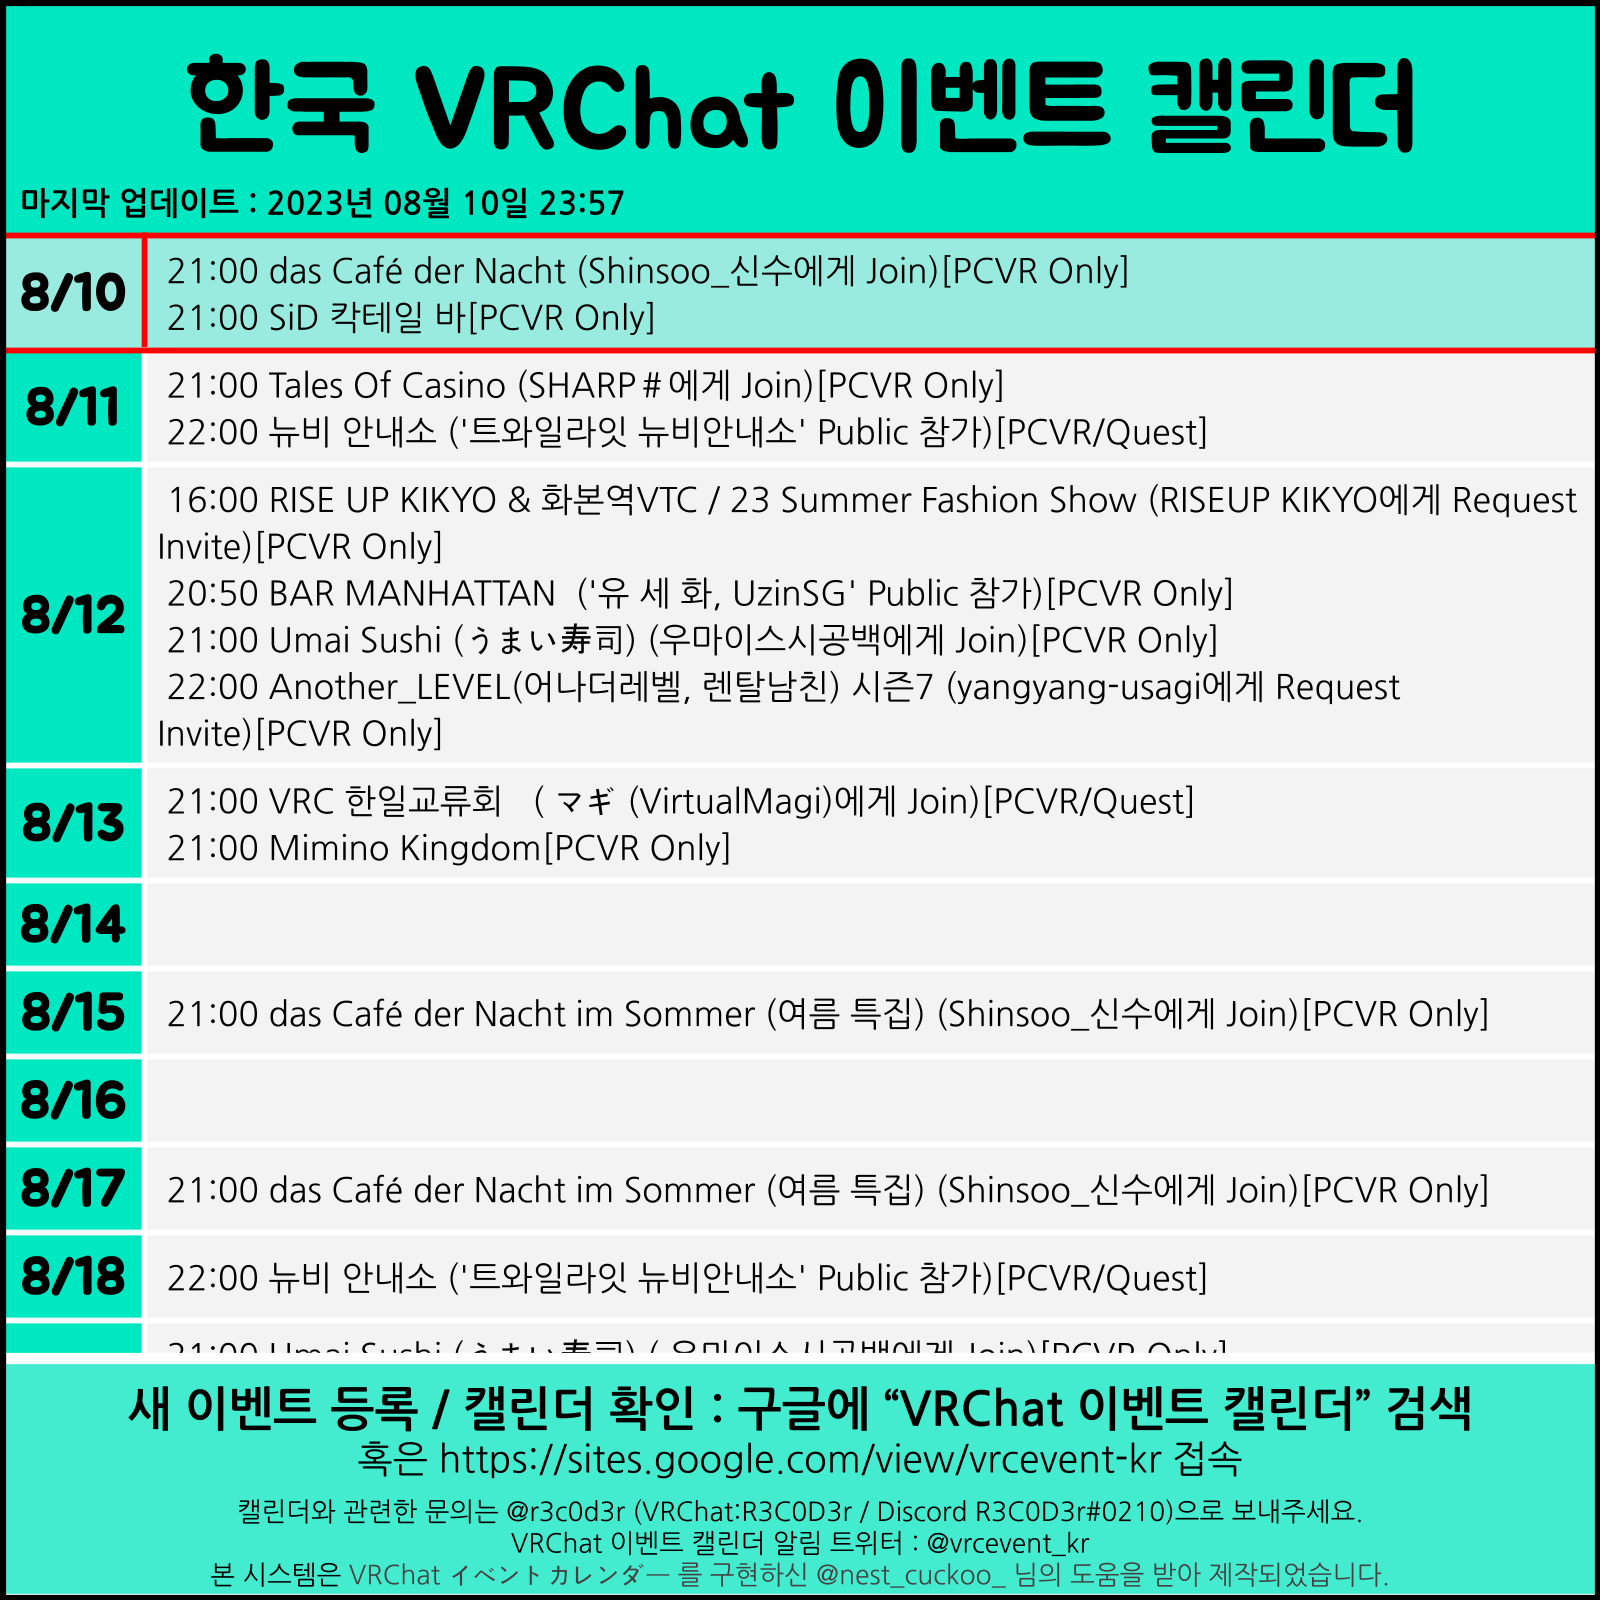 한국 VRChat 이벤트 캘린더
마지막 업데이트 : 2023년 08월 10일 23:57
8/10
21:00 das Café der Nacht (Shinsoo_신수에게 Join)[PCVR Only]
21:00 SiD 칵테일 바[PCVR Only]
8/11
21:00 Tales Of Casino (SHARP＃에게 Join)[PCVR Only]
22:00 뉴비 안내소 ('트와일라잇 뉴비안내소' Public 참가)[PCVR/Quest]
8/12
16:00 RISE UP KIKYO & 화본역VTC / 23 Summer Fashion Show (RISEUP KIKYO에게 Request
Invite)[PCVR Only]
20:50 BAR MANHATTAN  ('유 세 화, UzinSG' Public 참가)[PCVR Only]
21:00 Umai Sushi (うまい寿司) (우마이스시공백에게 Join)[PCVR Only]
22:00 Another_LEVEL(어나더레벨, 렌탈남친) 시즌7 (yangyang-usagi에게 Request
Invite)[PCVR Only]
8/13
21:00 VRC 한일교류회 ( マギ (VirtualMagi)에게 Join)[PCVR/Quest]
21:00 Mimino Kingdom[PCVR Only]
8/14
8/15
21:00 das Café der Nacht im Sommer (여름 특집) (Shinsoo_신수에게 Join)[PCVR Only]
8/16
8/17
21:00 das Café der Nacht im Sommer (여름 특집) (Shinsoo_신수에게 Join)[PCVR Only]
8/18
22:00 뉴비 안내소 ('트와일라잇 뉴비안내소' Public 참가)[PCVR/Quest]
21:00 Umai Sushi (うまい寿司) ( 우마이스시공백에게 Join)[PCVR Only]
새 이벤트 등록 / 캘린더 확인 : 구글에 “VRChat 이벤트 캘린더” 검색
혹은 https://sites.google.com/view/vrcevent-kr 접속
캘린더와 관련한 문의는 @r3c0d3r (VRChat:R3C0D3r / Discord R3C0D3r#0210)으로 보내주세요.
VRChat 이벤트 캘린더 알림 트위터 : @vrcevent_kr
본 시스템은 VRChat イベントカレンダー 를 구현하신 @nest_cuckoo_ 님의 도움을 받아 제작되었습니다.